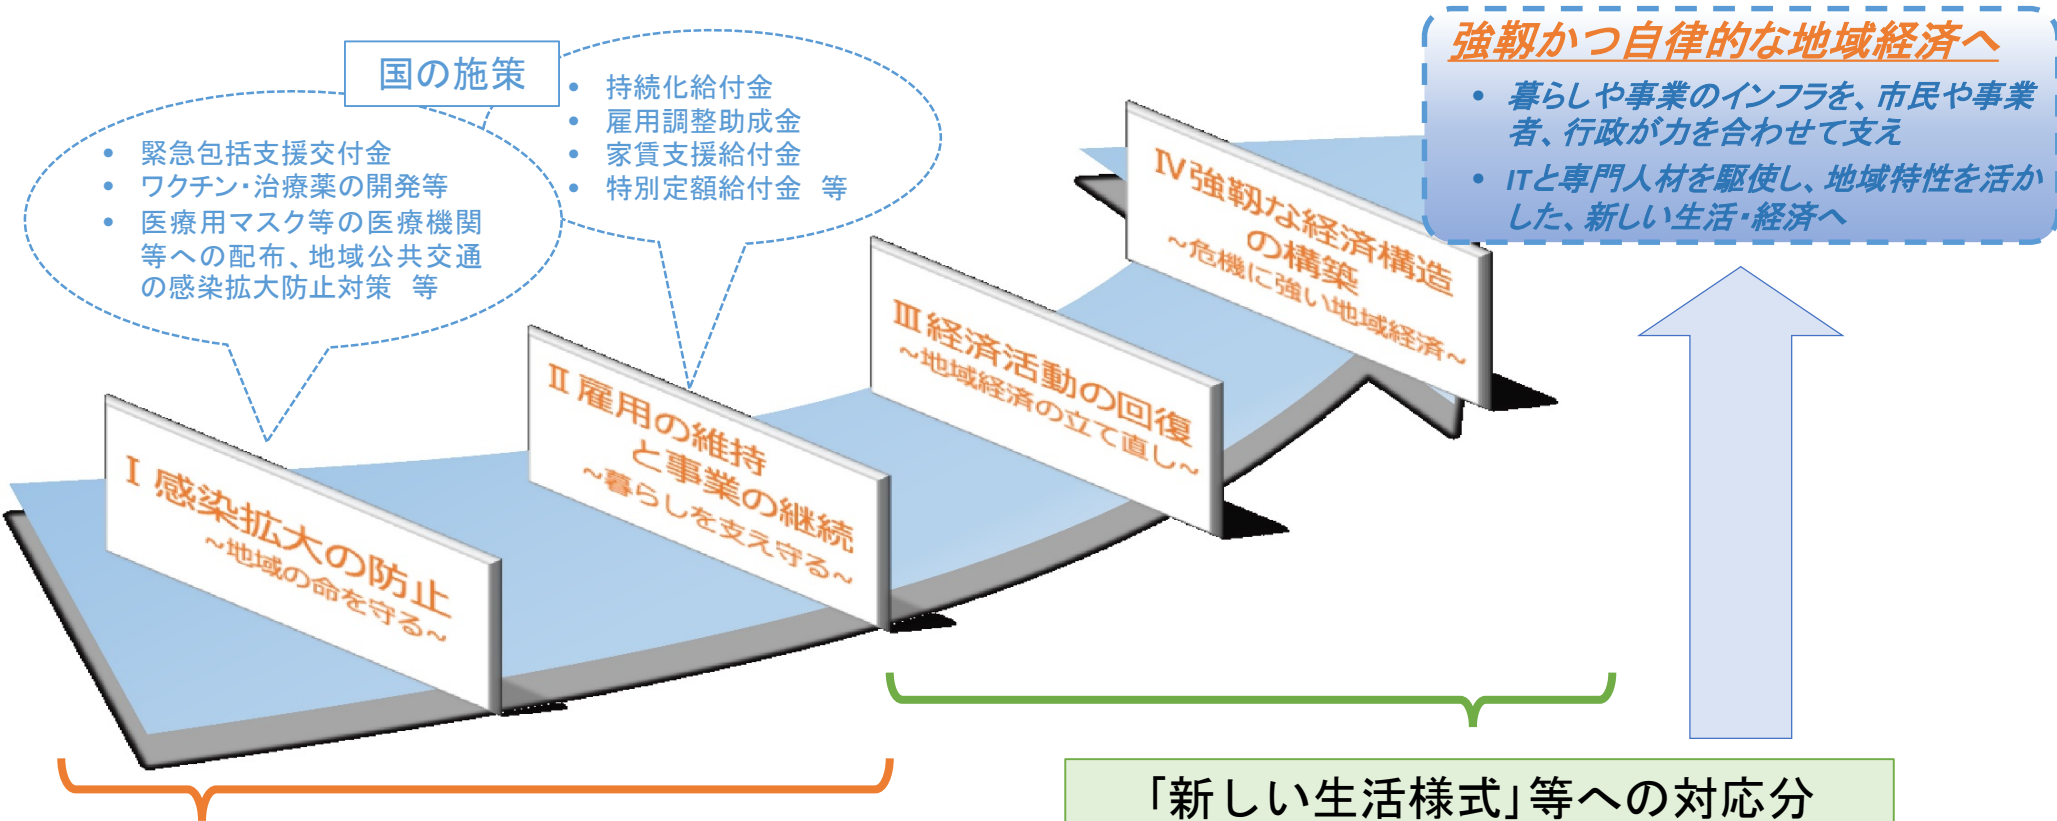 国の施策
• 緊急包括支援交付金
• ワクチン・治療薬の開発等
• 医療用マスク等の医療機関
等への配布、地域公共交通
の感染拡大防止対策 等
• 持続化給付金
• 雇用調整助成金
• 家賃支援給付金
• 特別定額給付金 等
強靱かつ自律的な地域経済へ
• 暮らしや事業のインフラを、市民や事業
者、行政が力を合わせて支え
• ITと専門人材を駆使し、地域特性を活か
した、新しい生活・経済へ
Ⅰ 感染拡大の防止
~地域の命を守る~
Ⅱ 雇用の維持
と事業の継続
~暮らしを支え守る~
Ⅲ 経済活動の回復
~地域経済の立て直し~
Ⅳ 強靱な経済構造
の構築
~危機に強い地域経済~
「新しい生活様式」等への対応分